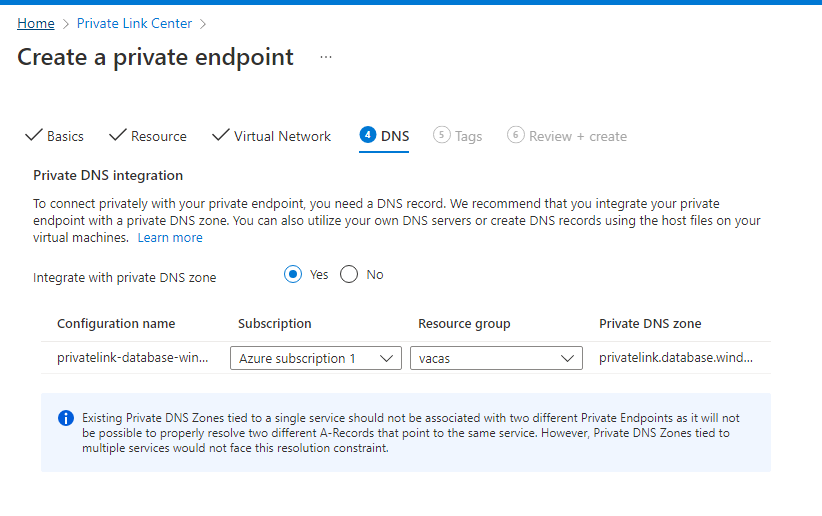 Home > Private Link Center >
Create a private endpoint ...
Basics Resource Virtual Network 4 DNS 5 Tags 6 Review + create
Private DNS integration
To connect privately with your private endpoint, you need a DNS record. We recommend that you integrate your private
endpoint with a private DNS zone. You can also utilize your own DNS servers or create DNS records using the host files on your
virtual machines. Learn more
Integrate with private DNS zone Yes No
Configuration name Subscription Resource group Private DNS zone
privatelink-database-win... Azure subscription 1 vacas privatelink.database.wind...
Existing Private DNS Zones tied to a single service should not be associated with two different Private Endpoints as it will not
be possible to properly resolve two different A-Records that point to the same service. However, Private DNS Zones tied to
multiple services would not face this resolution constraint.